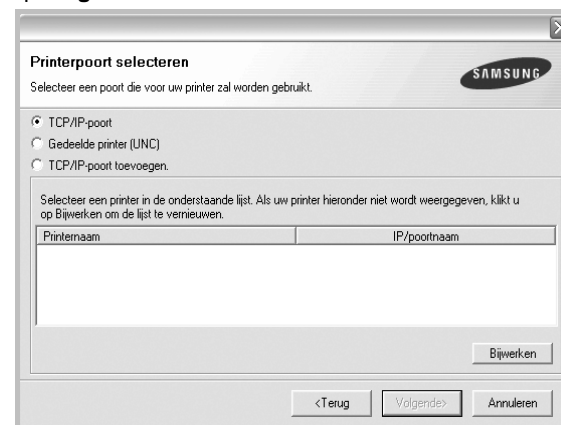 Printerpoort selecteren
SAMSUNG
Selecteer een poort die voor uw printer zal worden gebruikt.
TCP/IP-poort
Gedeelde printer (UNC)
TCP/IP-poort toevoegen.
Selecteer een printer in de onderstaande lijst. Als uw printer hieronder niet wordt weergegeven, klikt u
op Bijwerken om de lijst te vernieuwen.
Printernaam IP/poortnaam
Bijwerken
<Terug Volgende> Annuleren